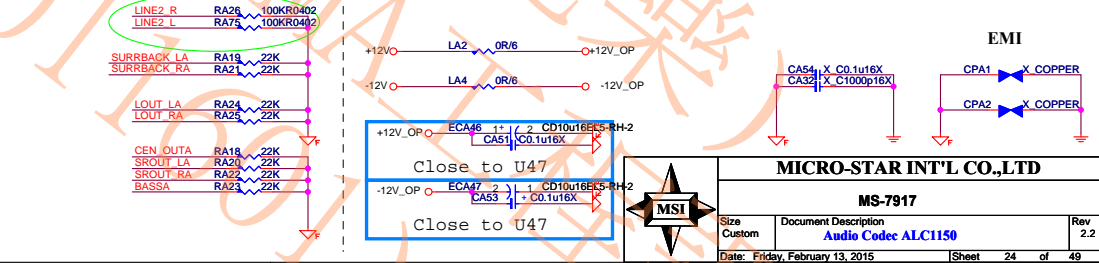 LINE2_R RA26 100KR0402
LINE2_L RA75 100KR0402
SURRBACK_LA RA19 22K
SURRBACK_RA RA21 22K
LOUT_LA RA24 22K
LOUT_RA RA25 22K
F
CEN_OUTA RA18 22K
SROUT_LA RA20 22K
SROUT_RA RA22 22K
BASSA RA23 22K
F
+12V LA2 0R/6 +12V_OP
-12V LA4 0R/6 -12V_OP
+12V_OP ECA46 1 + 2 CD10u16EL5-RH-2
CA51 C0.1u16X
Close to U47
-12V_OP ECA47 2 1 CD10u16EL5-RH-2
CA53 + C0.1u16X
Close to U47
EMI
CA54 X_C0.1u16X
CA32 X_C1000p16X
F
CPA1 X_COPPER
CPA2 X_COPPER
F
MSI
MICRO-STAR INT'L CO.,LTD
MS-7917
Size
Custom
Document Description
Audio Codec ALC1150
Rev
2.2
Date: Friday, February 13, 2015
Sheet 24 of 49